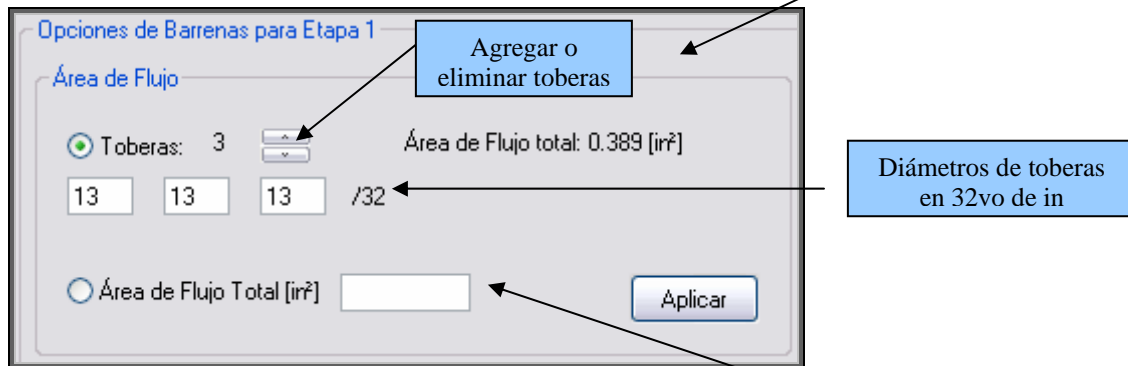 Opciones de Barrenas para Etapa 1
Agregar o
eliminar toberas
Área de Flujo
Toberas: 3
Área de Flujo total: 0.389 [in²]
13 13 13 /32
Diámetros de toberas
en 32vo de in
Área de Flujo Total [in²]
Aplicar